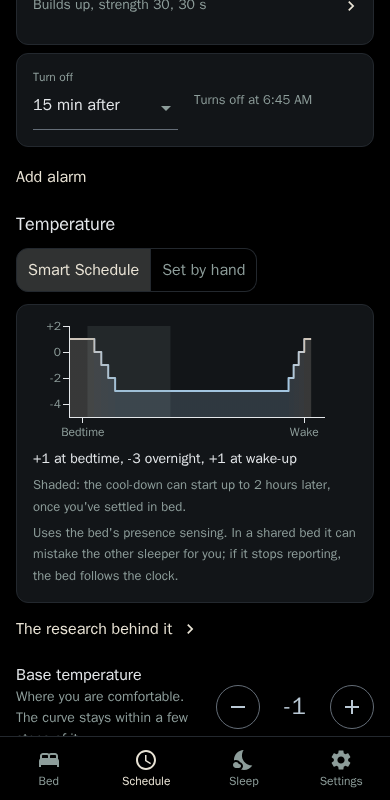 Builds up, strength 30, 30 s
Turn off
15 min after
Turns off at 6:45 AM
Add alarm
Temperature
Smart Schedule
Set by hand
+2
0
-2
-4
Bedtime
Wake
+1 at bedtime, -3 overnight, +1 at wake-up
Shaded: the cool-down can start up to 2 hours later,
once you've settled in bed.
Uses the bed's presence sensing. In a shared bed it can
mistake the other sleeper for you; if it stops reporting,
the bed follows the clock.
The research behind it
Base temperature
Where you are comfortable.
The curve stays within a few
-1
Bed
Schedule
Sleep
Settings